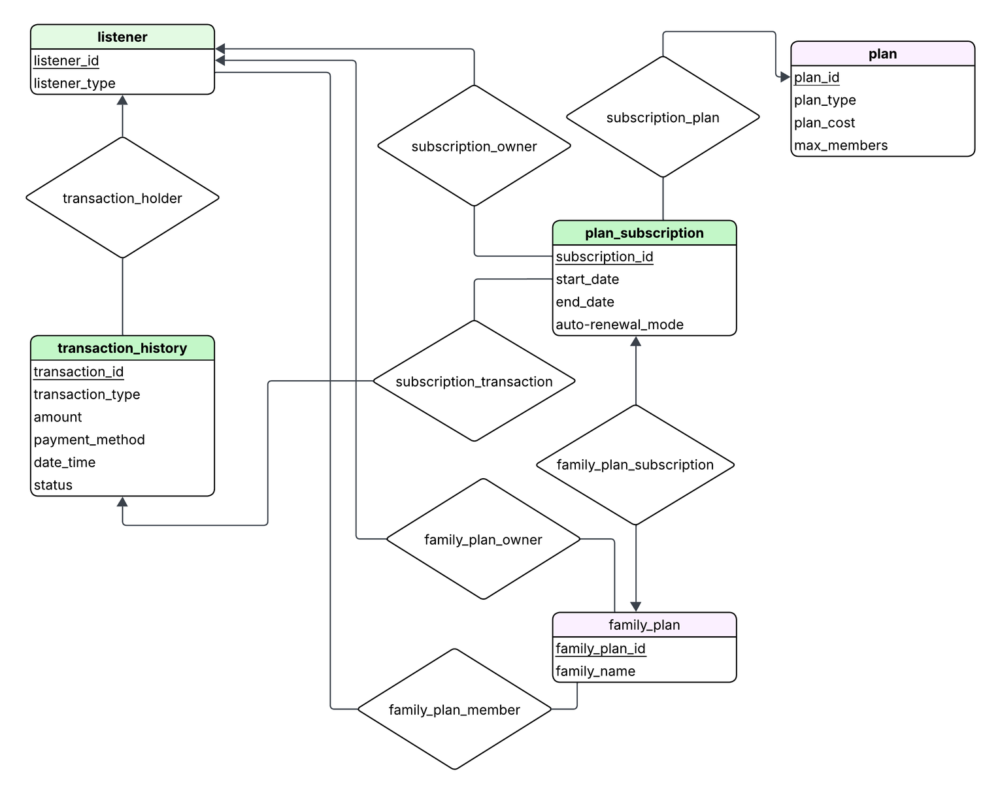 listener
listener_id
listener_type
plan
plan_id
plan_type
plan_cost
max_members
subscription_plan
subscription_owner
transaction_holder
plan_subscription
subscription_id
start_date
end_date
auto-renewal_mode
transaction_history
transaction_id
transaction_type
amount
payment_method
date_time
status
subscription_transaction
family_plan_subscription
family_plan_owner
family_plan
family_plan_id
family_name
family_plan_member